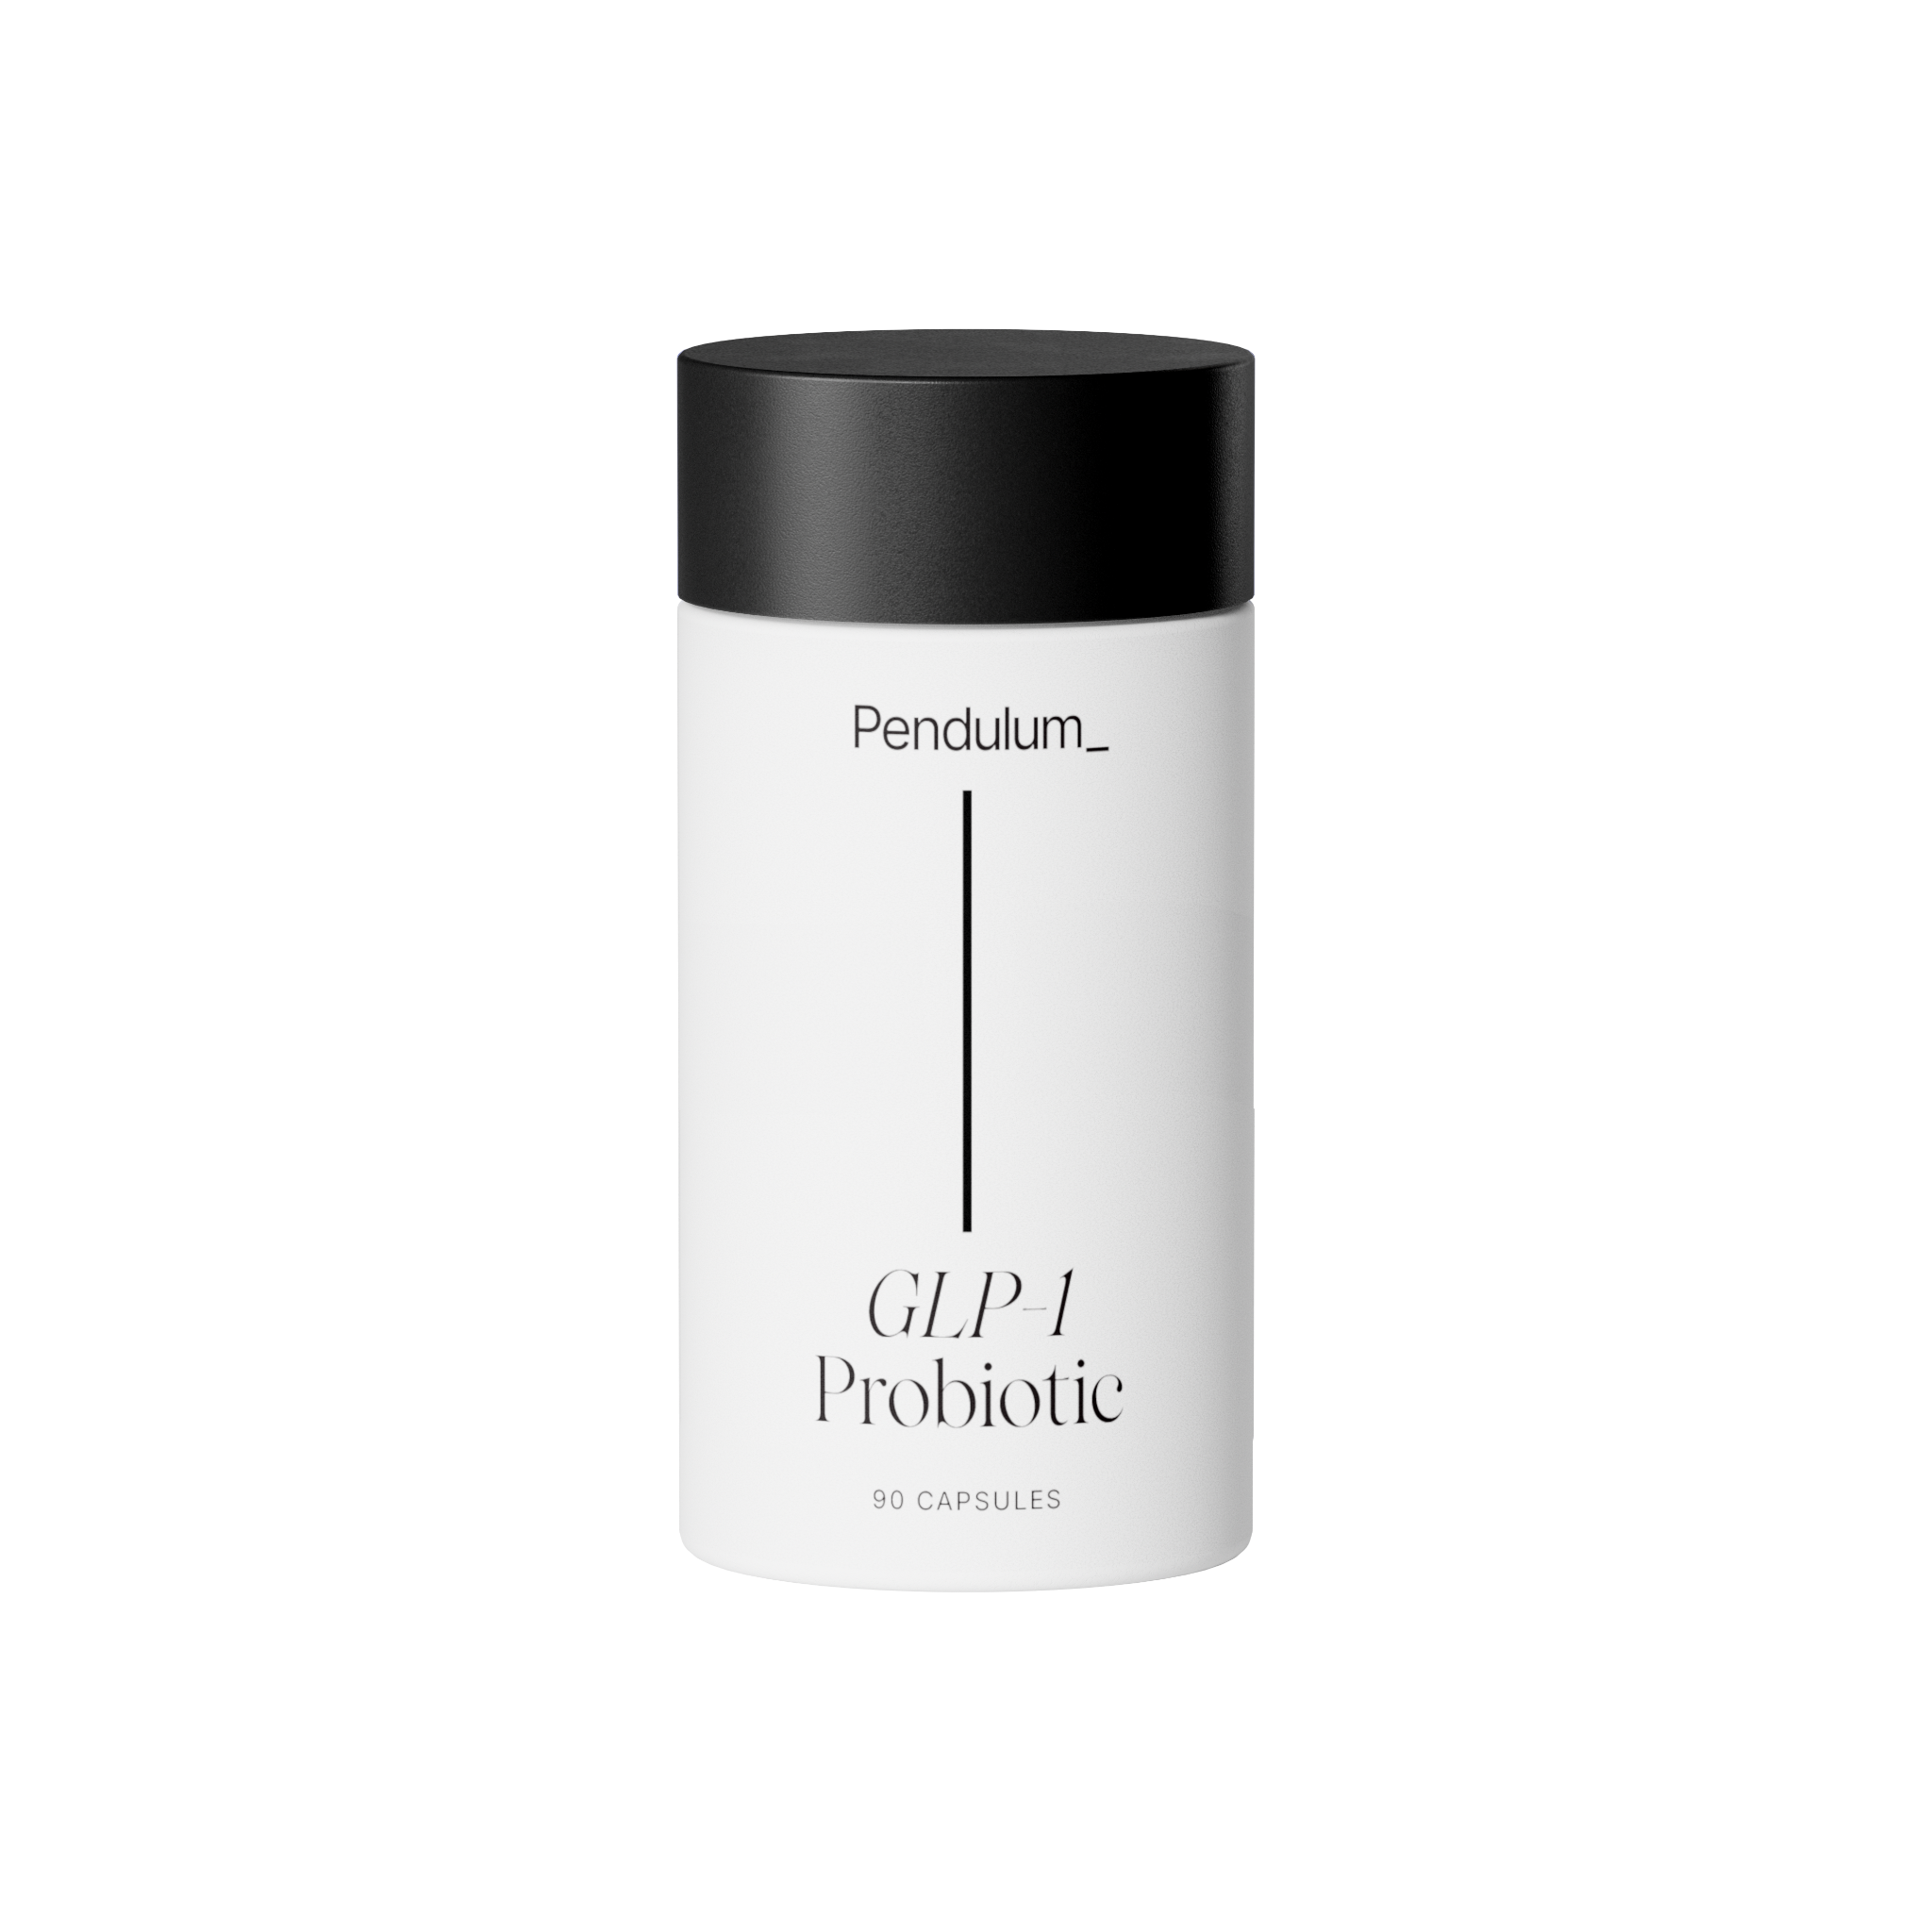 Pendulum_
GLP-1
Probiotic
90 CAPSULES